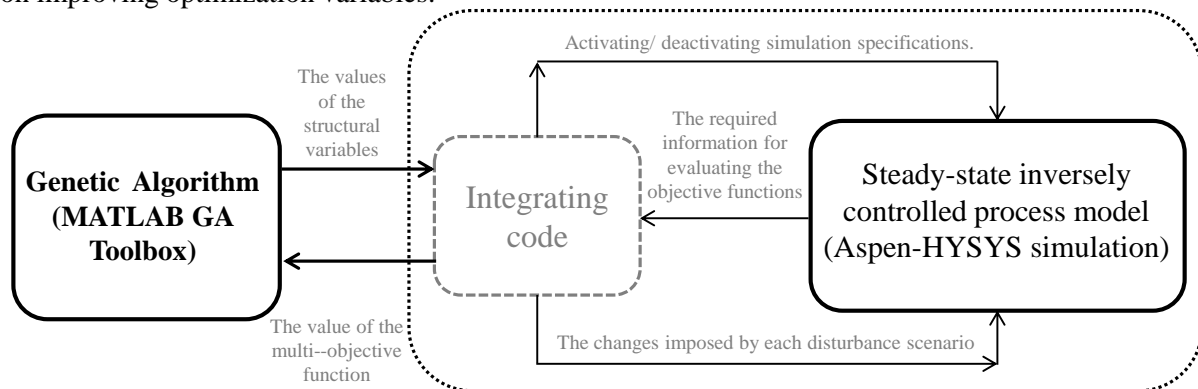 on improving optimization variables.
Activating/ deactivating simulation specifications.
The values
of the
structural
variables
The required
information for
evaluating the
objective functions
Genetic Algorithm
(MATLAB GA
Toolbox)
Integrating
code
Steady-state inversely
controlled process model
(Aspen-HYSYS simulation)
The value of the
multi--objective
function
The changes imposed by each disturbance scenario